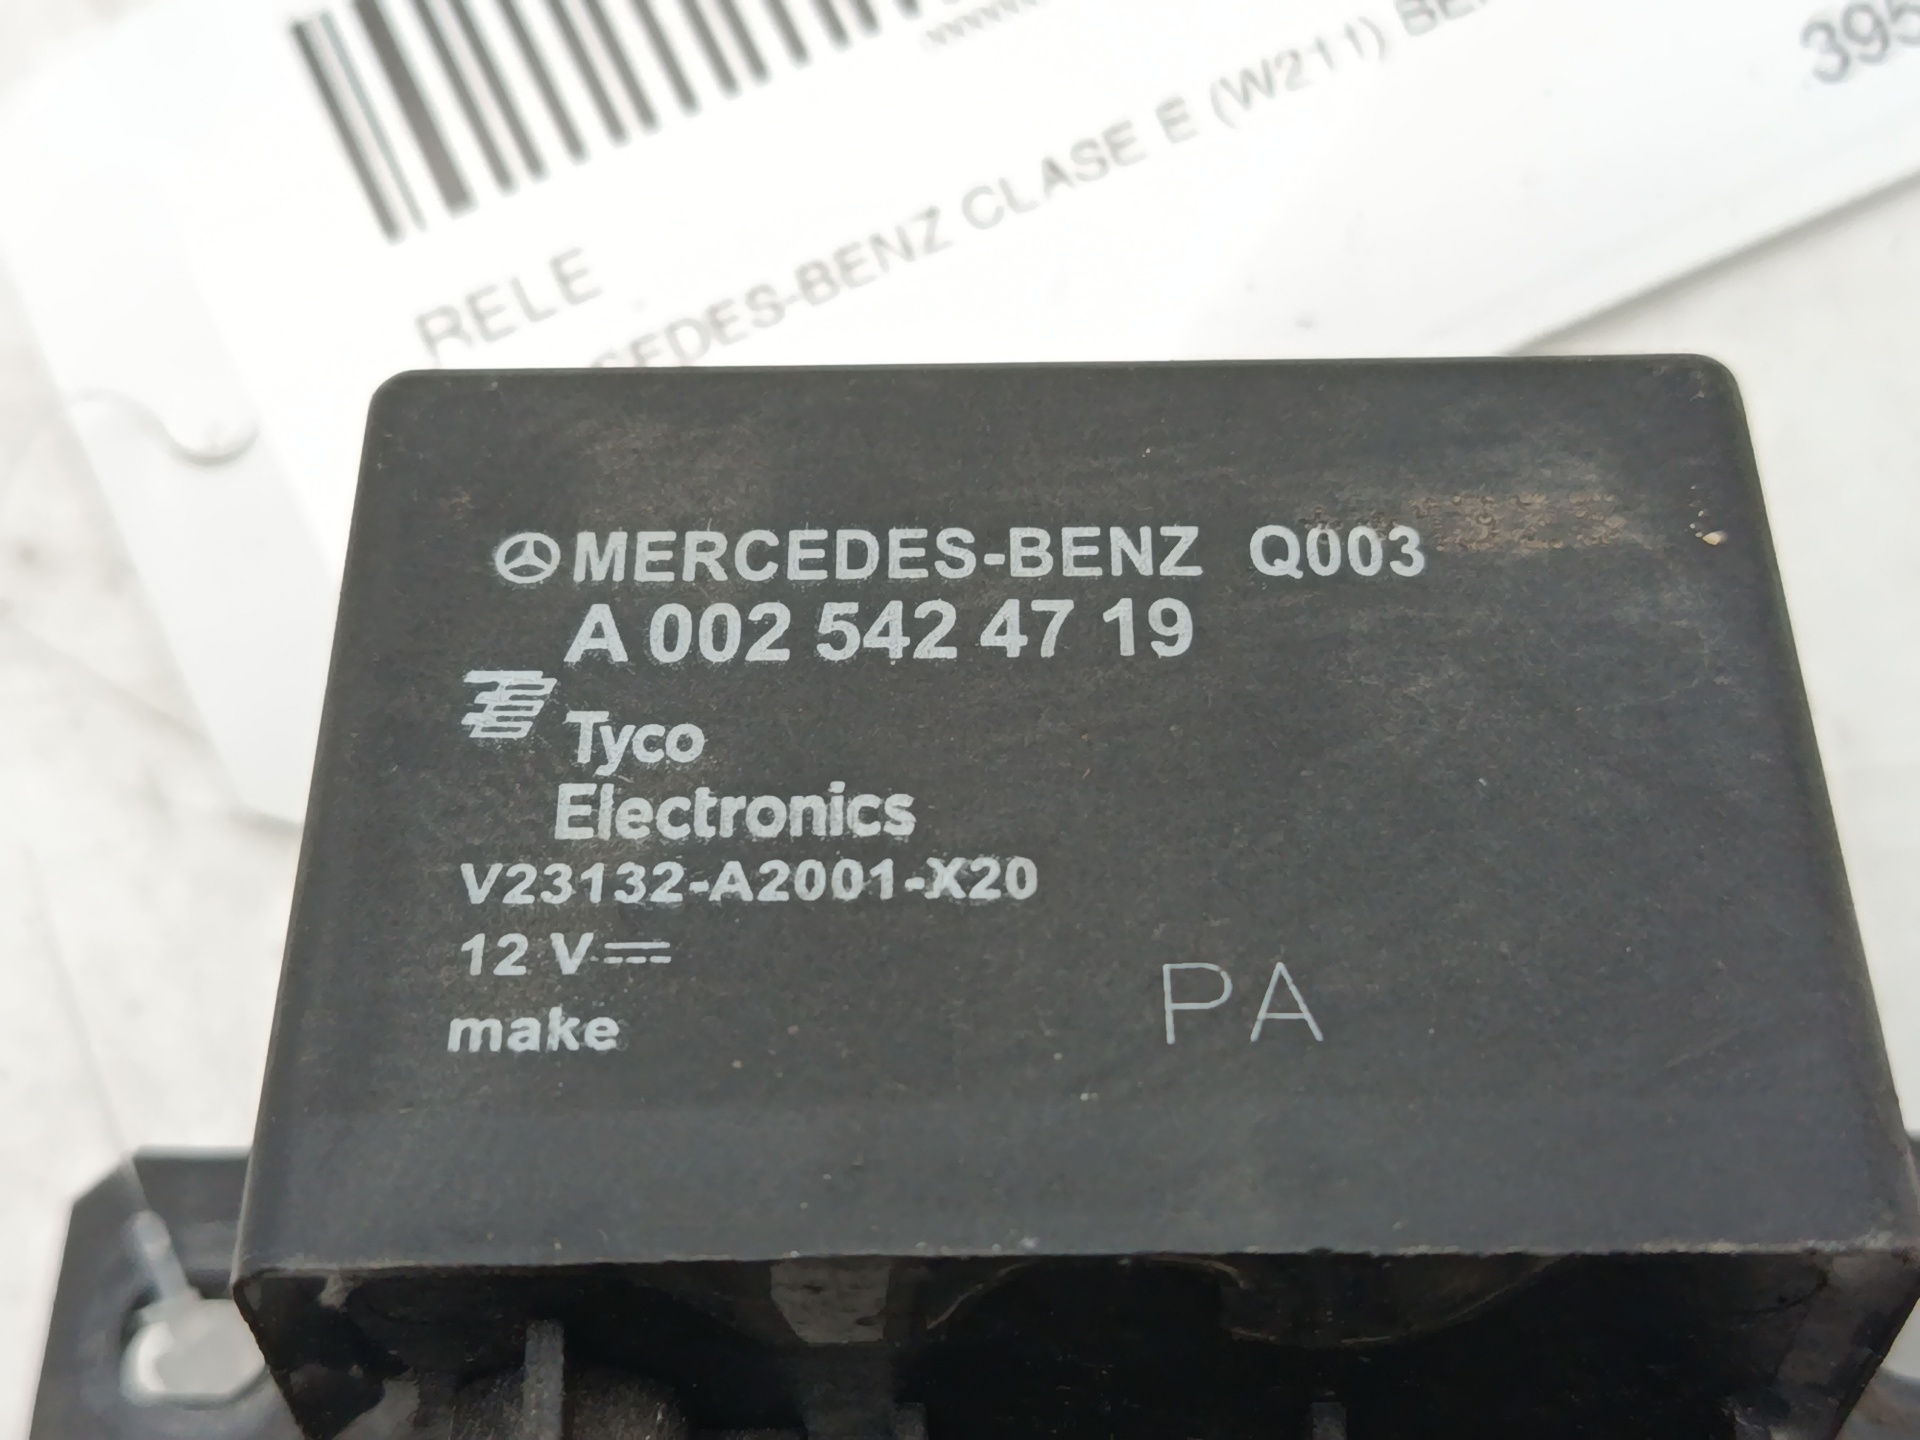 395
RELE
CEDES-BENZ CLASE E (W211) BE
MERCEDES-BENZ Q003
A 002 542 47 19
Tyco
Electronics
V23132-A2001-X20
12 V
make
PA